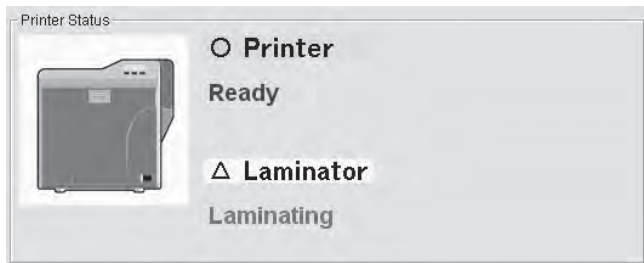 Printer Status
○ Printer
Ready
△ Laminator
Laminating